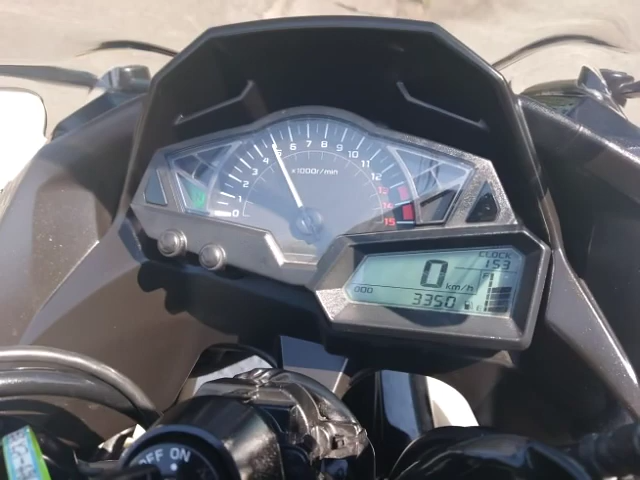 0 1 2 3 4 5 6 7 8 9 10 11 12 13 14 15
x1000r/min
CLOCK
1:53
0 km/h
ODO 3350
F
E
OFF ON